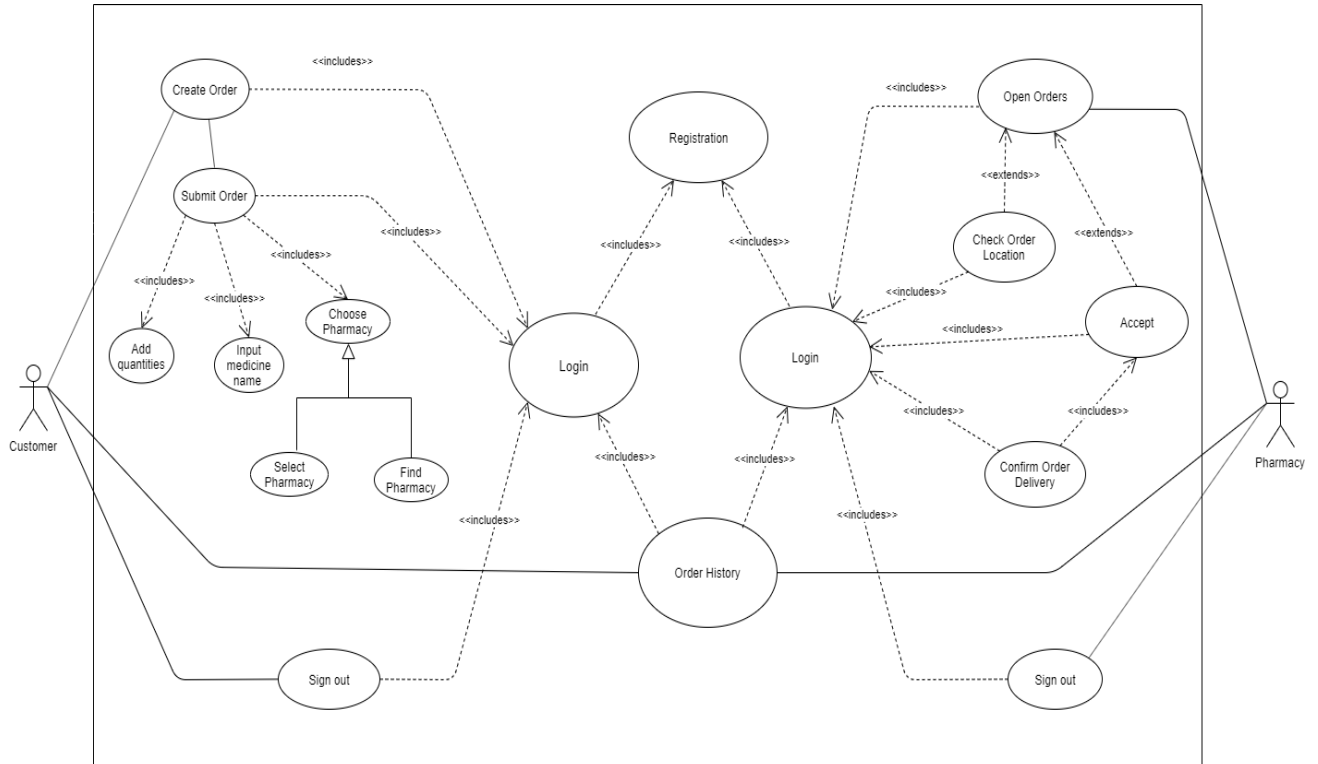 <<includes>>
Create Order
<<includes>>
Open Orders
Registration
<<extends>>
Submit Order
<<includes>>
<<includes>>
<<includes>>
<<includes>>
<<extends>>
Check Order
Location
<<includes>>
<<includes>>
<<includes>>
<<includes>>
Choose
Pharmacy
Accept
<<includes>>
Add
quantities
Input
medicine
name
Login
Login
<<includes>>
<<includes>>
Customer
Pharmacy
<<includes>>
<<includes>>
Select
Pharmacy
Find
Pharmacy
Confirm Order
Delivery
<<includes>>
<<includes>>
Order History
Sign out
Sign out